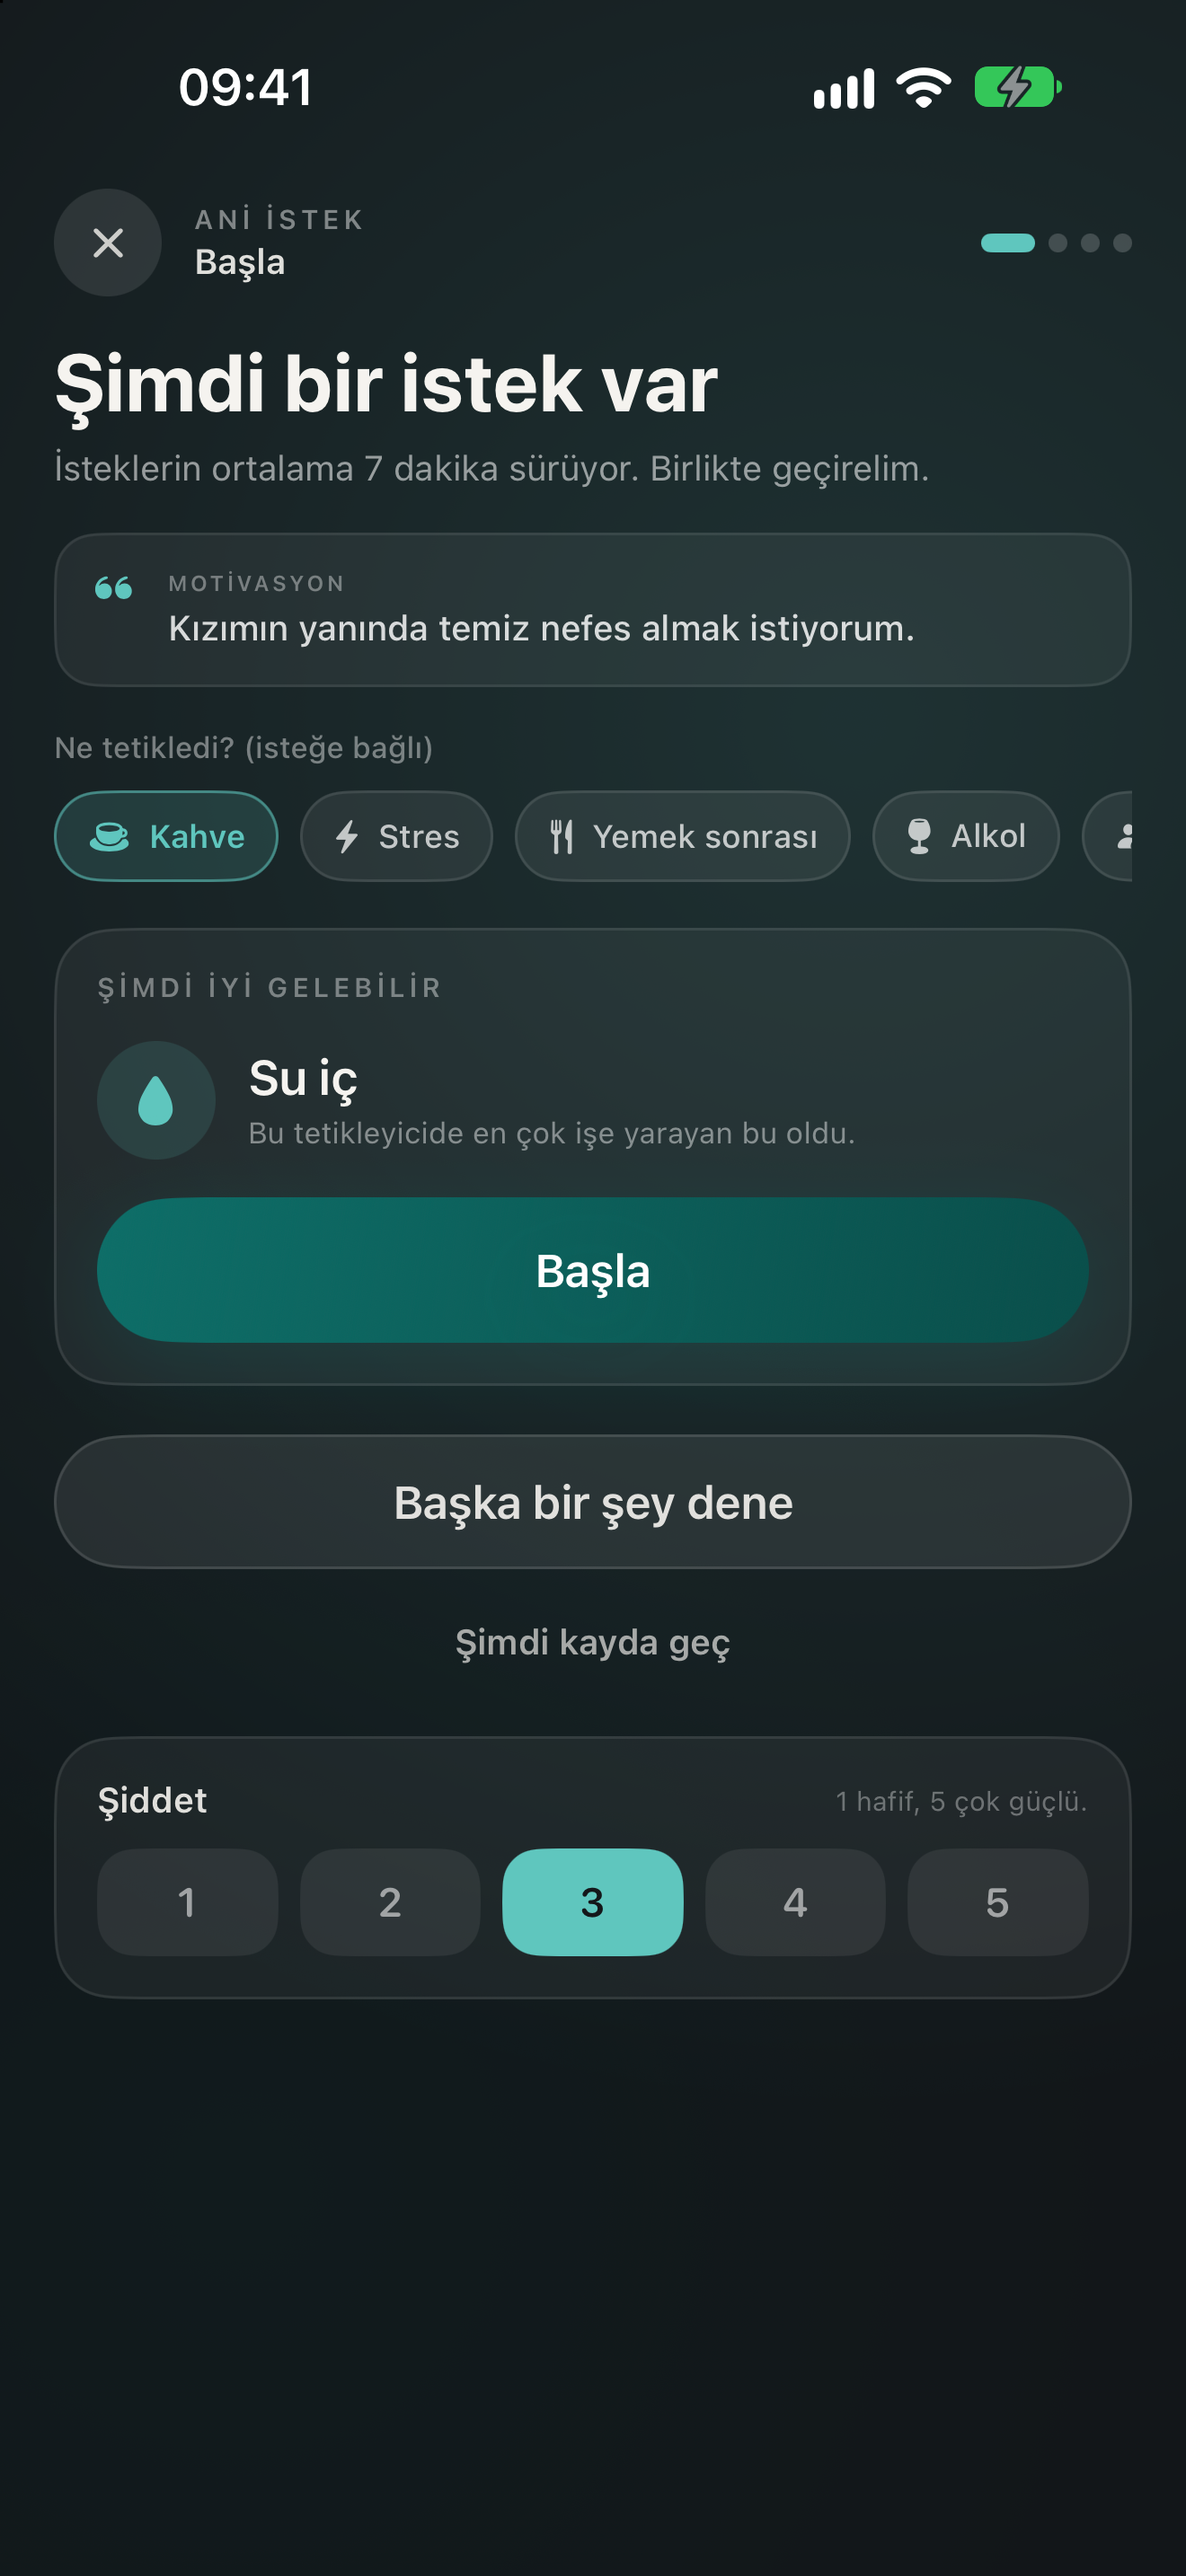 09:41
ANİ İSTEK
Başla
Şimdi bir istek var
İsteklerin ortalama 7 dakika sürüyor. Birlikte geçirelim.
MOTİVASYON
Kızımın yanında temiz nefes almak istiyorum.
Ne tetikledi? (isteğe bağlı)
Kahve Stres Yemek sonrası Alkol
ŞİMDİ İYİ GELEBİLİR
Su iç
Bu tetikleyicide en çok işe yarayan bu oldu.
Başla
Başka bir şey dene
Şimdi kayda geç
Şiddet 1 hafif, 5 çok güçlü.
1 2 3 4 5